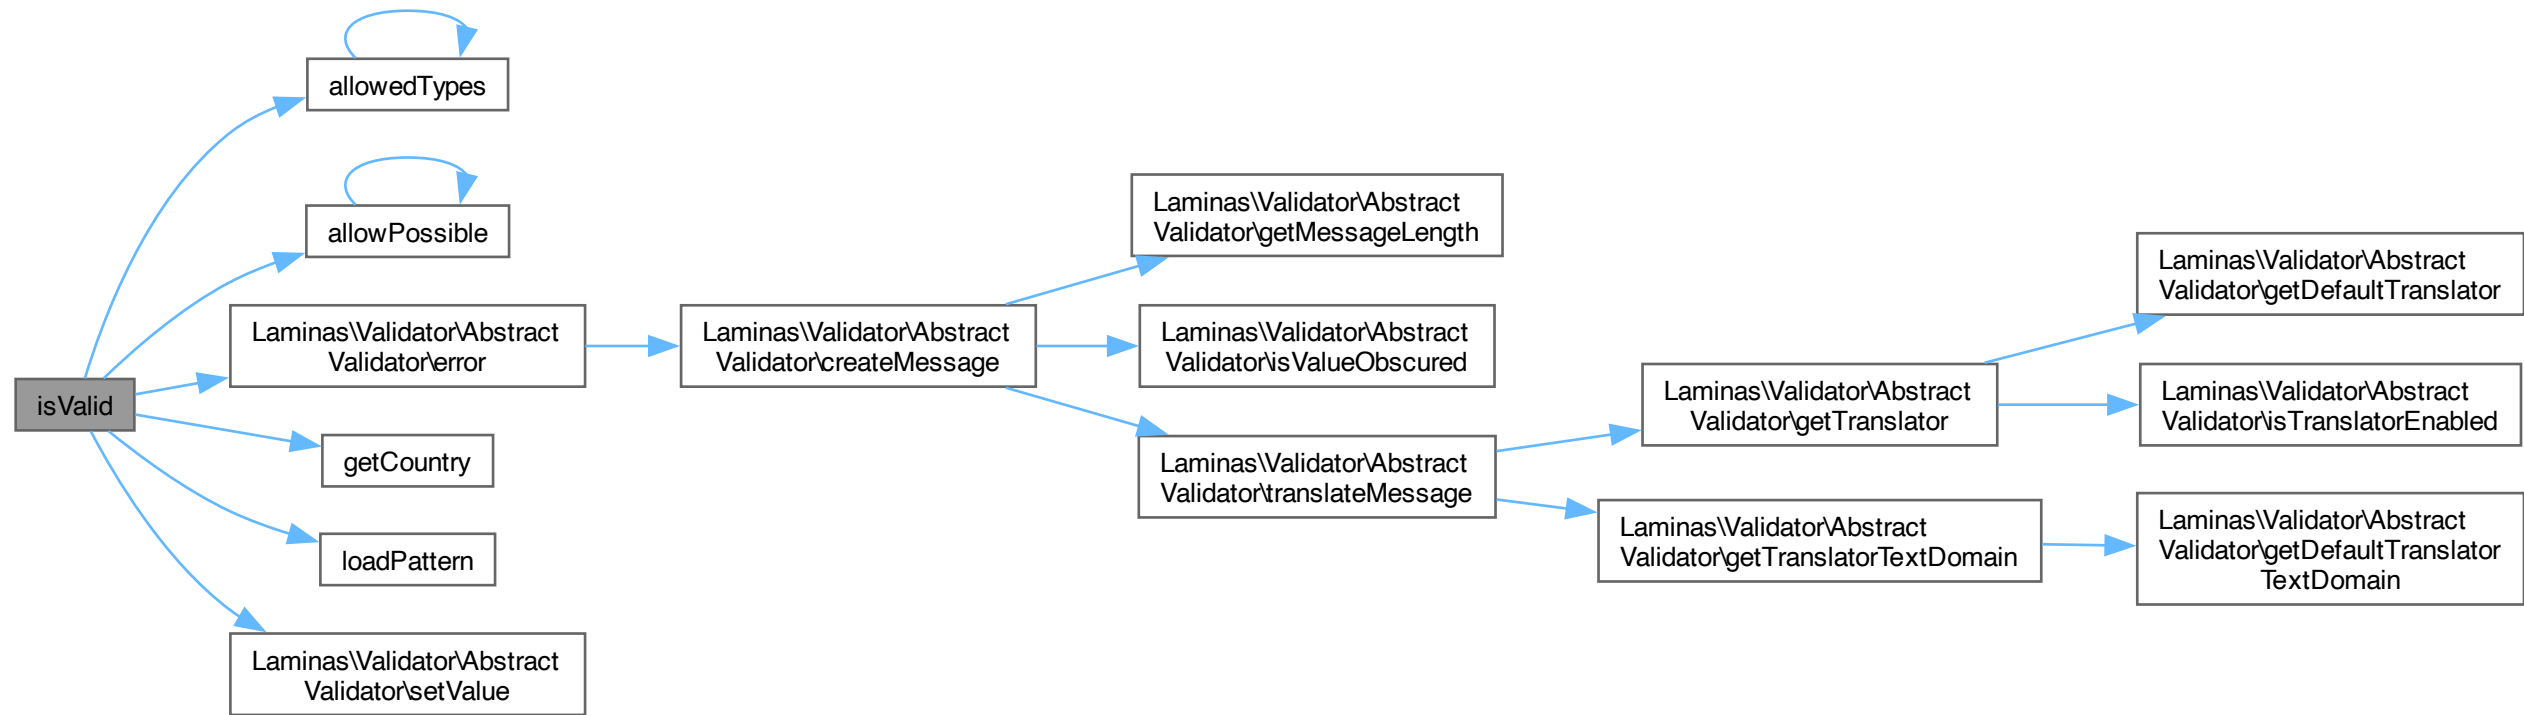 isValid
allowedTypes
allowPossible
Laminas\Validator\Abstract
Validator\error
getCountry
loadPattern
Laminas\Validator\Abstract
Validator\setValue
Laminas\Validator\Abstract
Validator\createMessage
Laminas\Validator\Abstract
Validator\getMessageLength
Laminas\Validator\Abstract
Validator\isValueObscured
Laminas\Validator\Abstract
Validator\translateMessage
Laminas\Validator\Abstract
Validator\getTranslator
Laminas\Validator\Abstract
Validator\getTranslatorTextDomain
Laminas\Validator\Abstract
Validator\getDefaultTranslator
Laminas\Validator\Abstract
Validator\isTranslatorEnabled
Laminas\Validator\Abstract
Validator\getDefaultTranslator
TextDomain